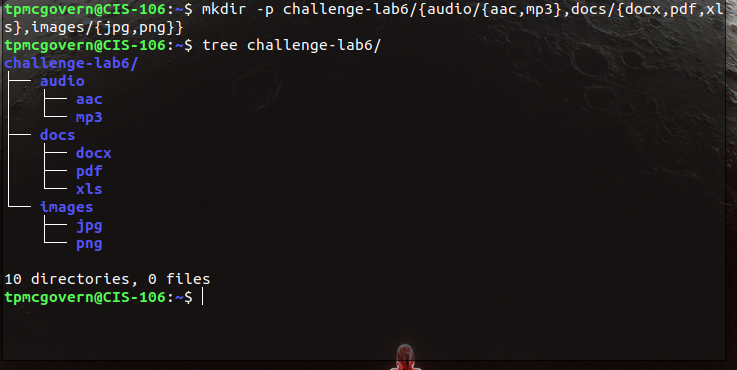 tpmcgovern@CIS-106:~$ mkdir -p challenge-lab6/{audio/{aac,mp3},docs/{docx,pdf,xl
s},images/{jpg,png}}
tpmcgovern@CIS-106:~$ tree challenge-lab6/
challenge-lab6/
├── audio
│   ├── aac
│   └── mp3
├── docs
│   ├── docx
│   ├── pdf
│   └── xls
└── images
    ├── jpg
    └── png
10 directories, 0 files
tpmcgovern@CIS-106:~$